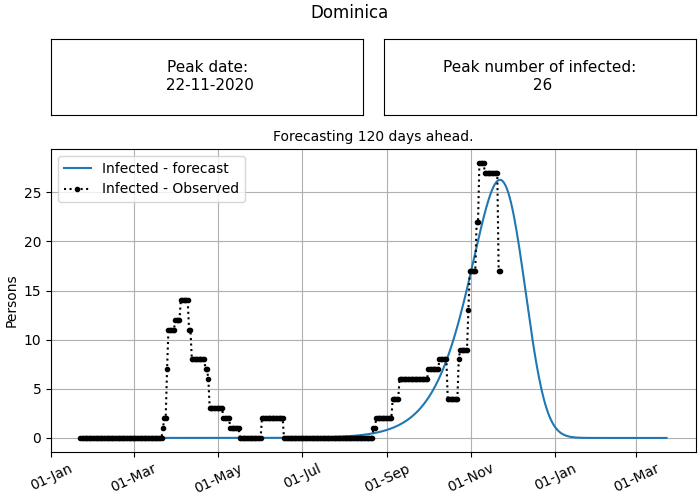 Dominica
Peak date:
22-11-2020
Peak number of infected:
26
Forecasting 120 days ahead.
Infected - forecast
Infected - Observed
Persons
25
20
15
10
5
0
01-Jan
01-Mar
01-May
01-Jul
01-Sep
01-Nov
01-Jan
01-Mar